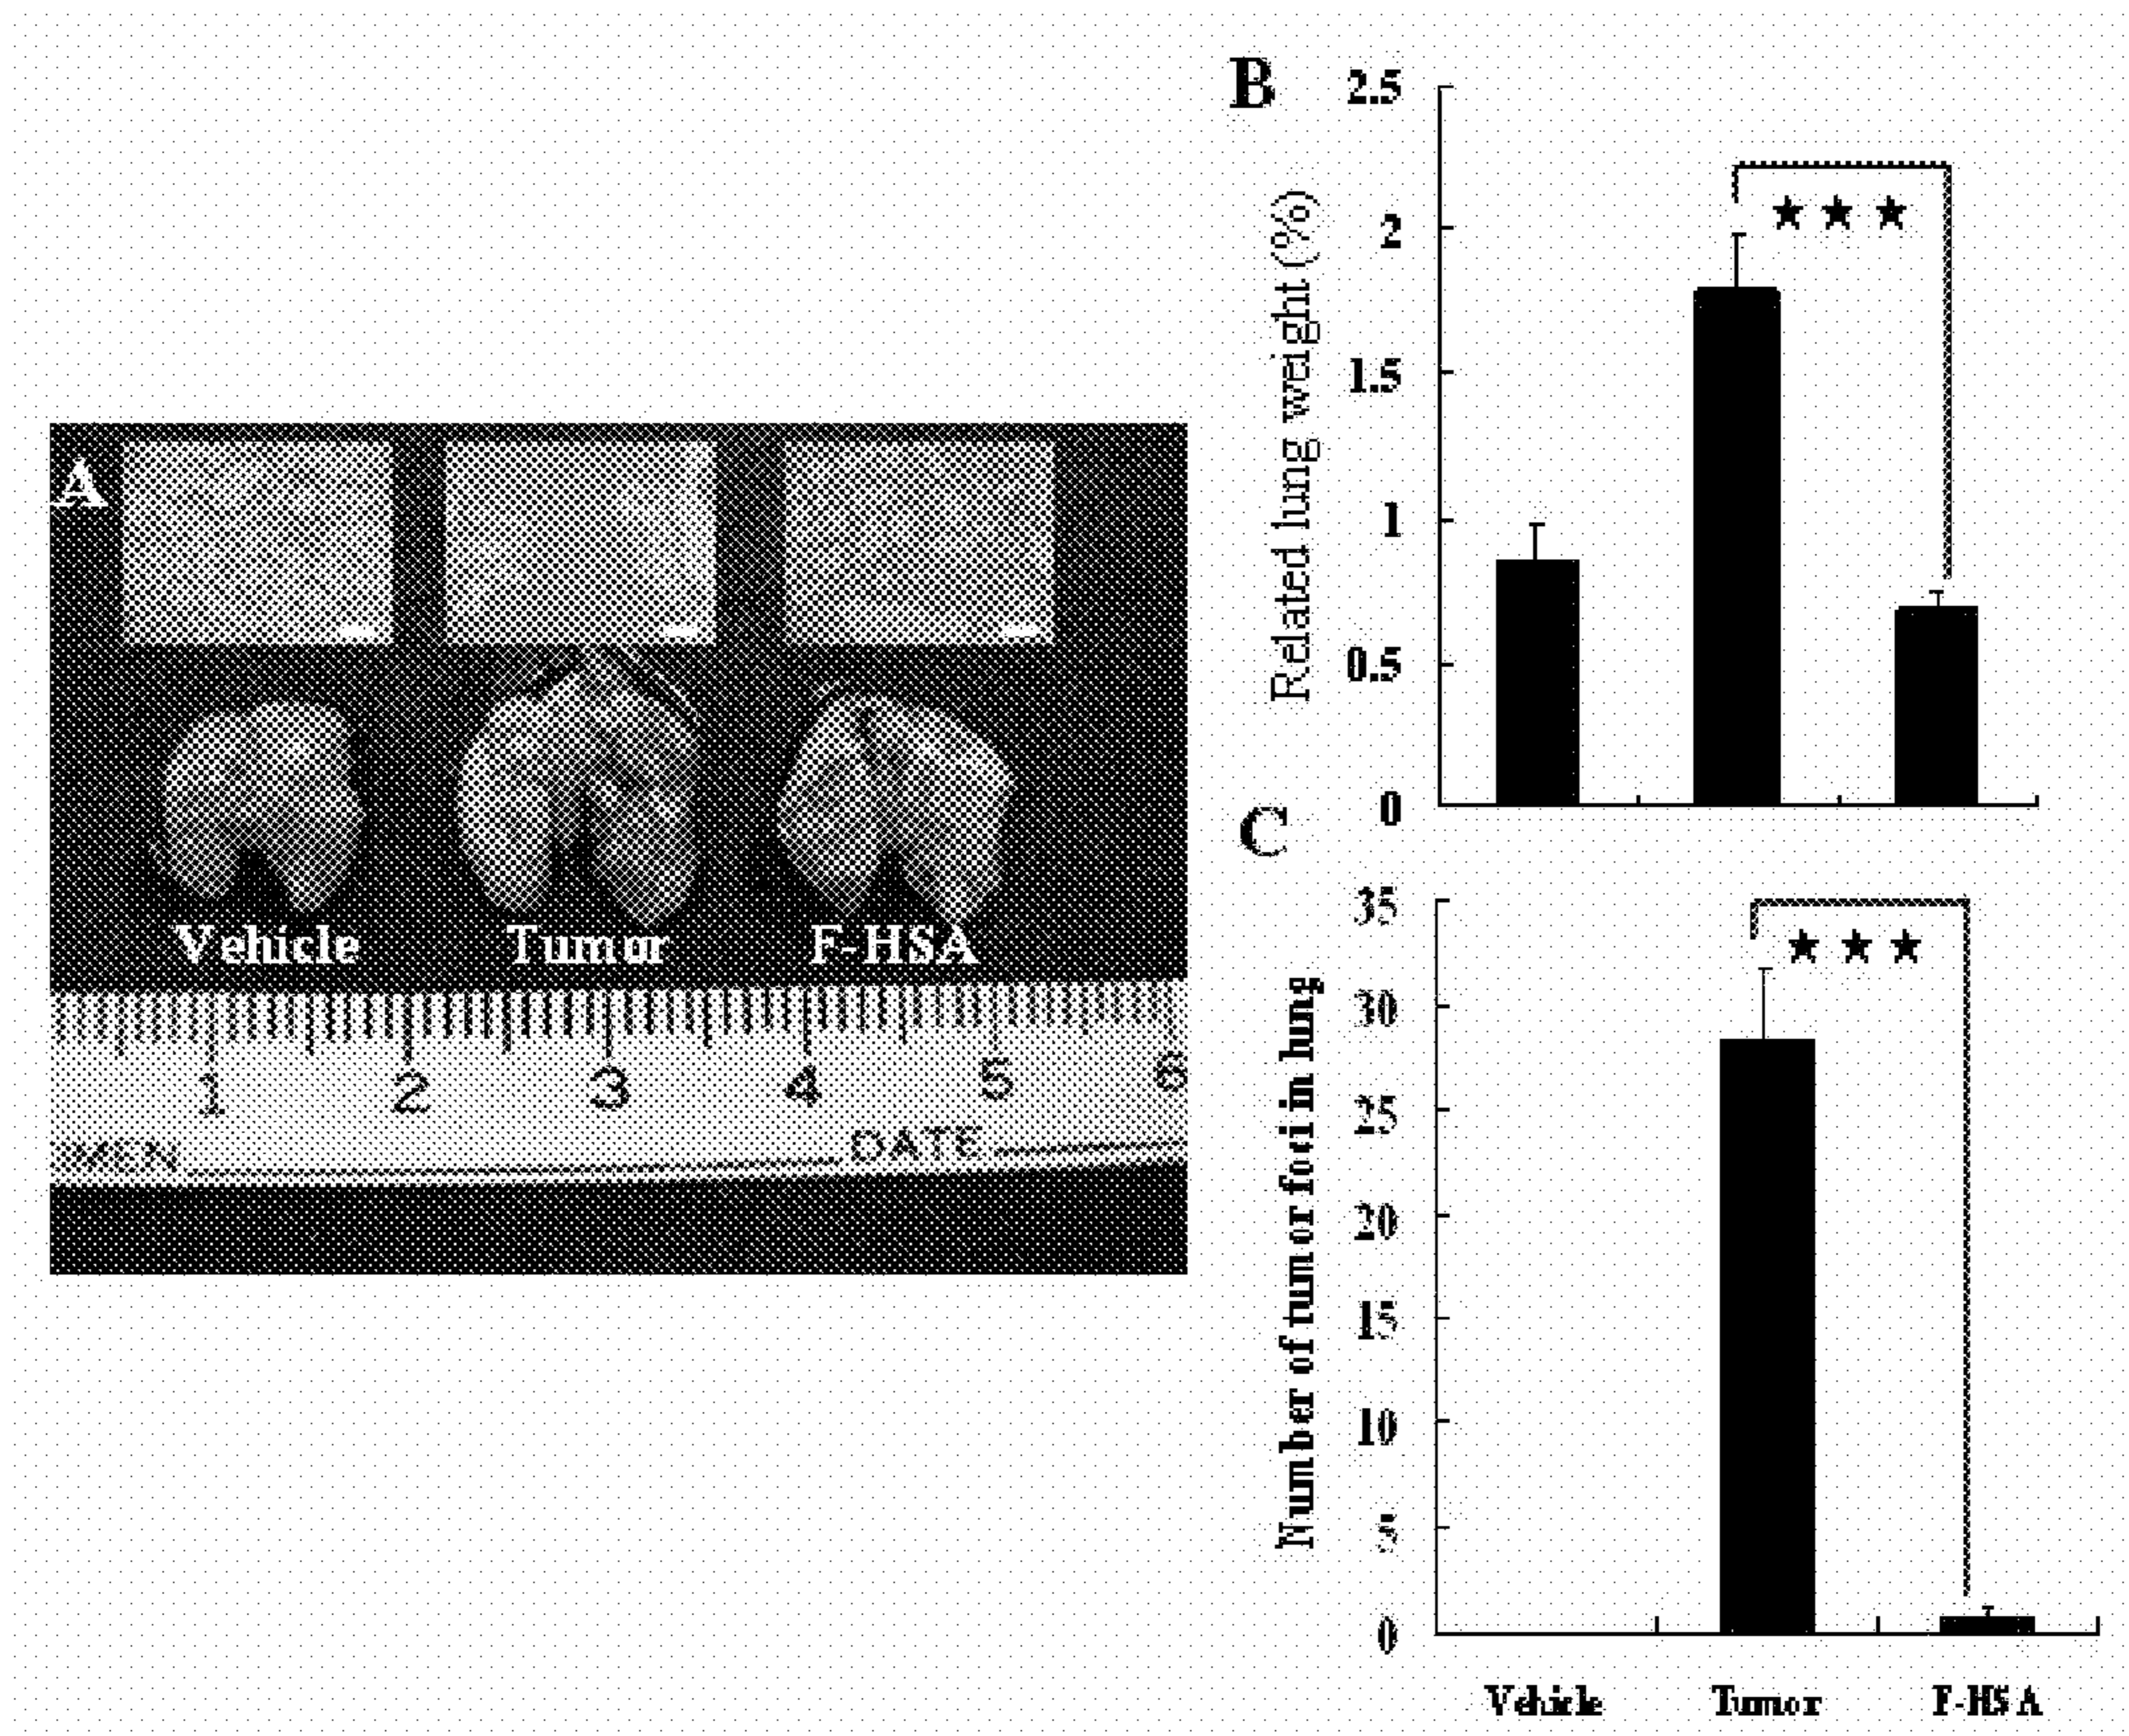 A
Vehicle Tumor F-HSA
1 2 3 4 5 6
IMEN DATE
B
Related lung weight (%)
2.5
2
1.5
1
0.5
0
★ ★ ★
C
Number of tumor foci in lung
35
30
25
20
15
10
5
0
★ ★ ★
Vehicle Tumor F-HSA